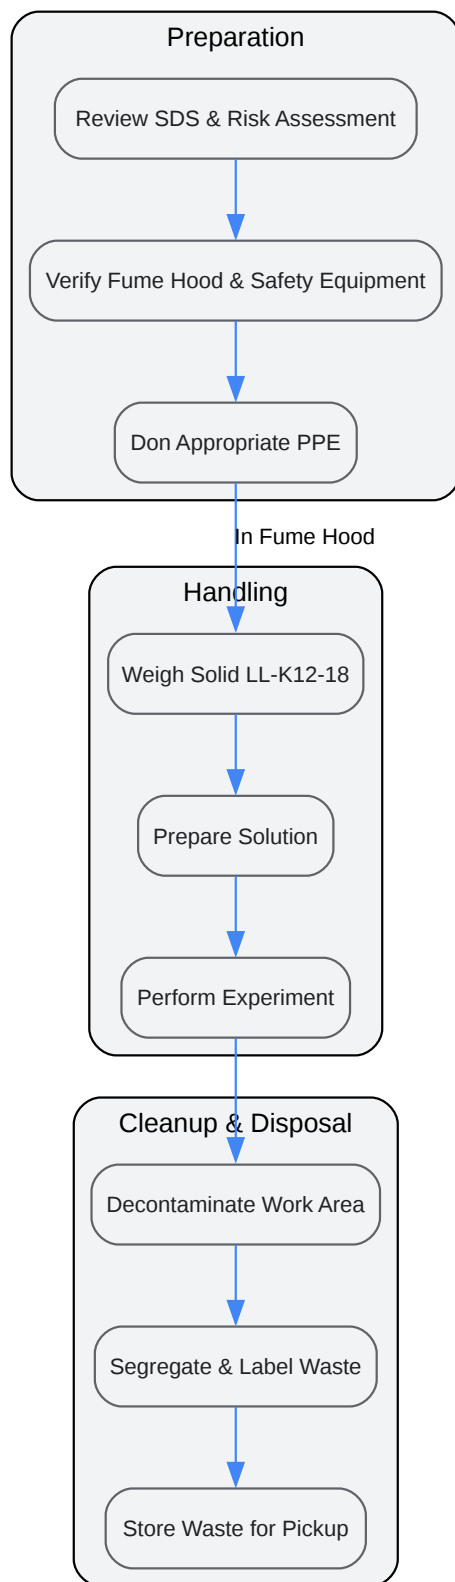 Preparation
Review SDS & Risk Assessment
Verify Fume Hood & Safety Equipment
Don Appropriate PPE
In Fume Hood
Handling
Weigh Solid LL-K12-18
Prepare Solution
Perform Experiment
Cleanup & Disposal
Decontaminate Work Area
Segregate & Label Waste
Store Waste for Pickup